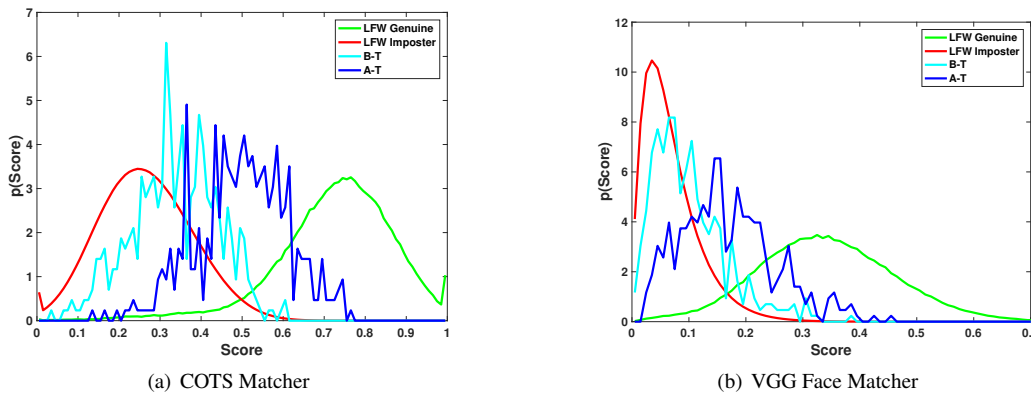 7
6
5
4
3
2
1
0
p(Score)
0 0.1 0.2 0.3 0.4 0.5 0.6 0.7 0.8 0.9 1
Score
LFW Genuine
LFW Imposter
B-T
A-T
(a) COTS Matcher
12
10
8
6
4
2
0
p(Score)
0 0.1 0.2 0.3 0.4 0.5 0.6 0.7
Score
LFW Genuine
LFW Imposter
B-T
A-T
(b) VGG Face Matcher